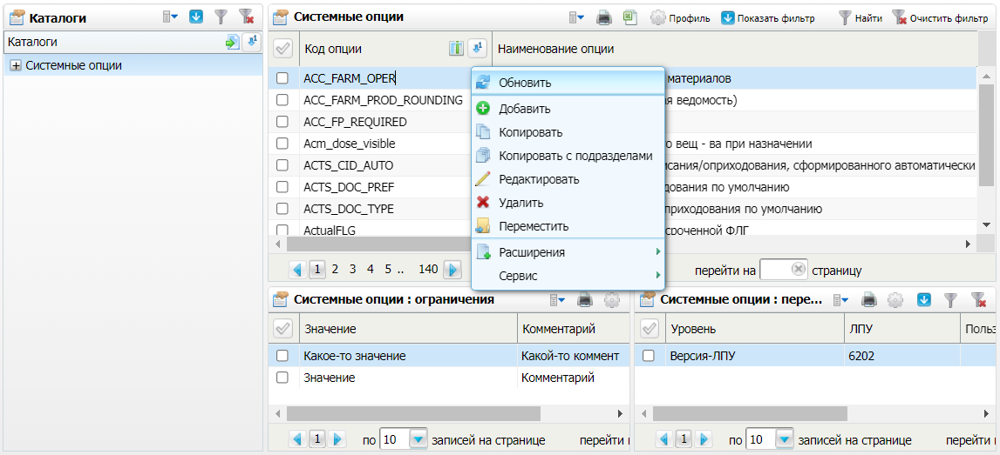 Каталоги
Каталоги
Системные опции
Системные опции
Профиль
Показать фильтр
Найти
Очистить фильтр
Код опции
Наименование опции
ACC_FARM_OPER
материалов
ACC_FARM_PROD_ROUNDING
я ведомость)
ACC_FP_REQUIRED
Acm_dose_visible
о вещ - ва при назначении
ACTS_CID_AUTO
исания/оприходования, сформированного автоматически
ACTS_DOC_PREF
дования по умолчанию
ACTS_DOC_TYPE
приходования по умолчанию
ActualFLG
сроченной ФЛГ
Обновить
Добавить
Копировать
Копировать с подразделами
Редактировать
Удалить
Переместить
Расширения
Сервис
1 2 3 4 5 .. 140
перейти на
страницу
Системные опции : ограничения
Значение
Комментарий
Какое-то значение
Какой-то коммент
Значение
Комментарий
1
по 10 записей на странице
перейти
Системные опции : пере...
Уровень
ЛПУ
Польз
Версия-ЛПУ
6202
1
по 10 записей на странице
перейти